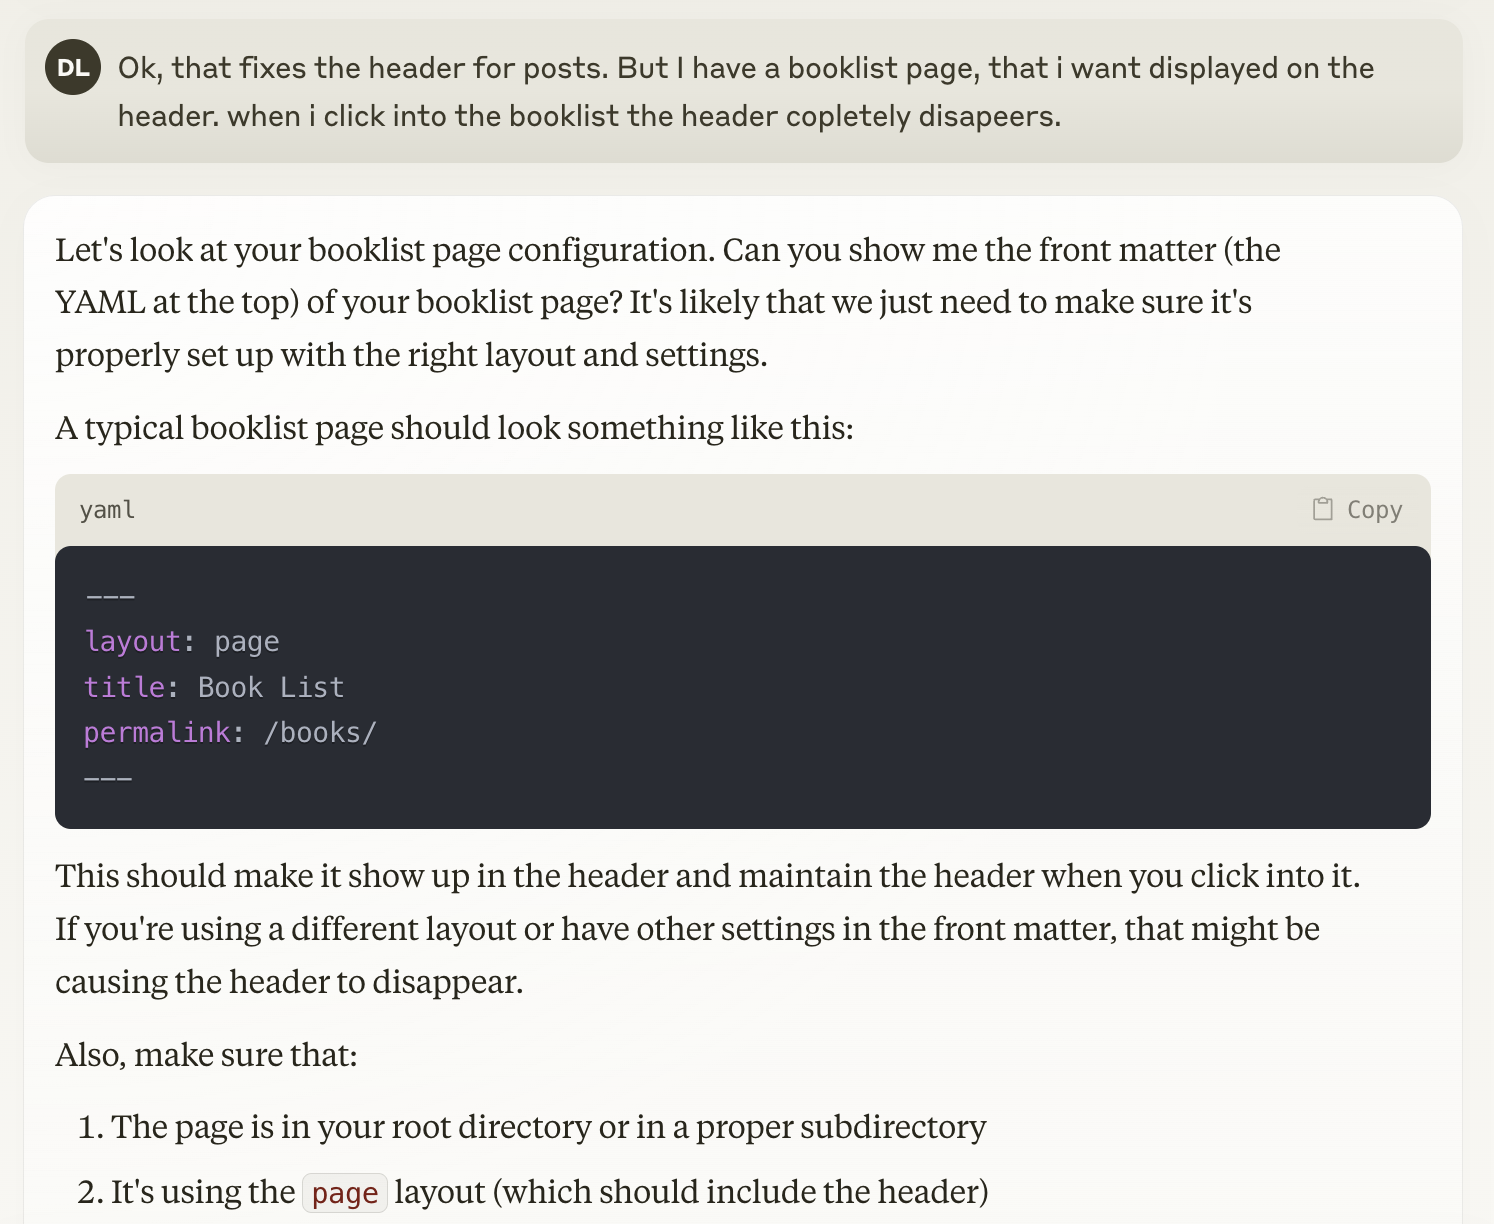 DL
Ok, that fixes the header for posts. But I have a booklist page, that i want displayed on the
header. when i click into the booklist the header copletely disapeers.
Let's look at your booklist page configuration. Can you show me the front matter (the
YAML at the top) of your booklist page? It's likely that we just need to make sure it's
properly set up with the right layout and settings.
A typical booklist page should look something like this:
yaml
Copy
---
layout: page
title: Book List
permalink: /books/
---
This should make it show up in the header and maintain the header when you click into it.
If you're using a different layout or have other settings in the front matter, that might be
causing the header to disappear.
Also, make sure that:
1. The page is in your root directory or in a proper subdirectory
2. It's using the page layout (which should include the header)